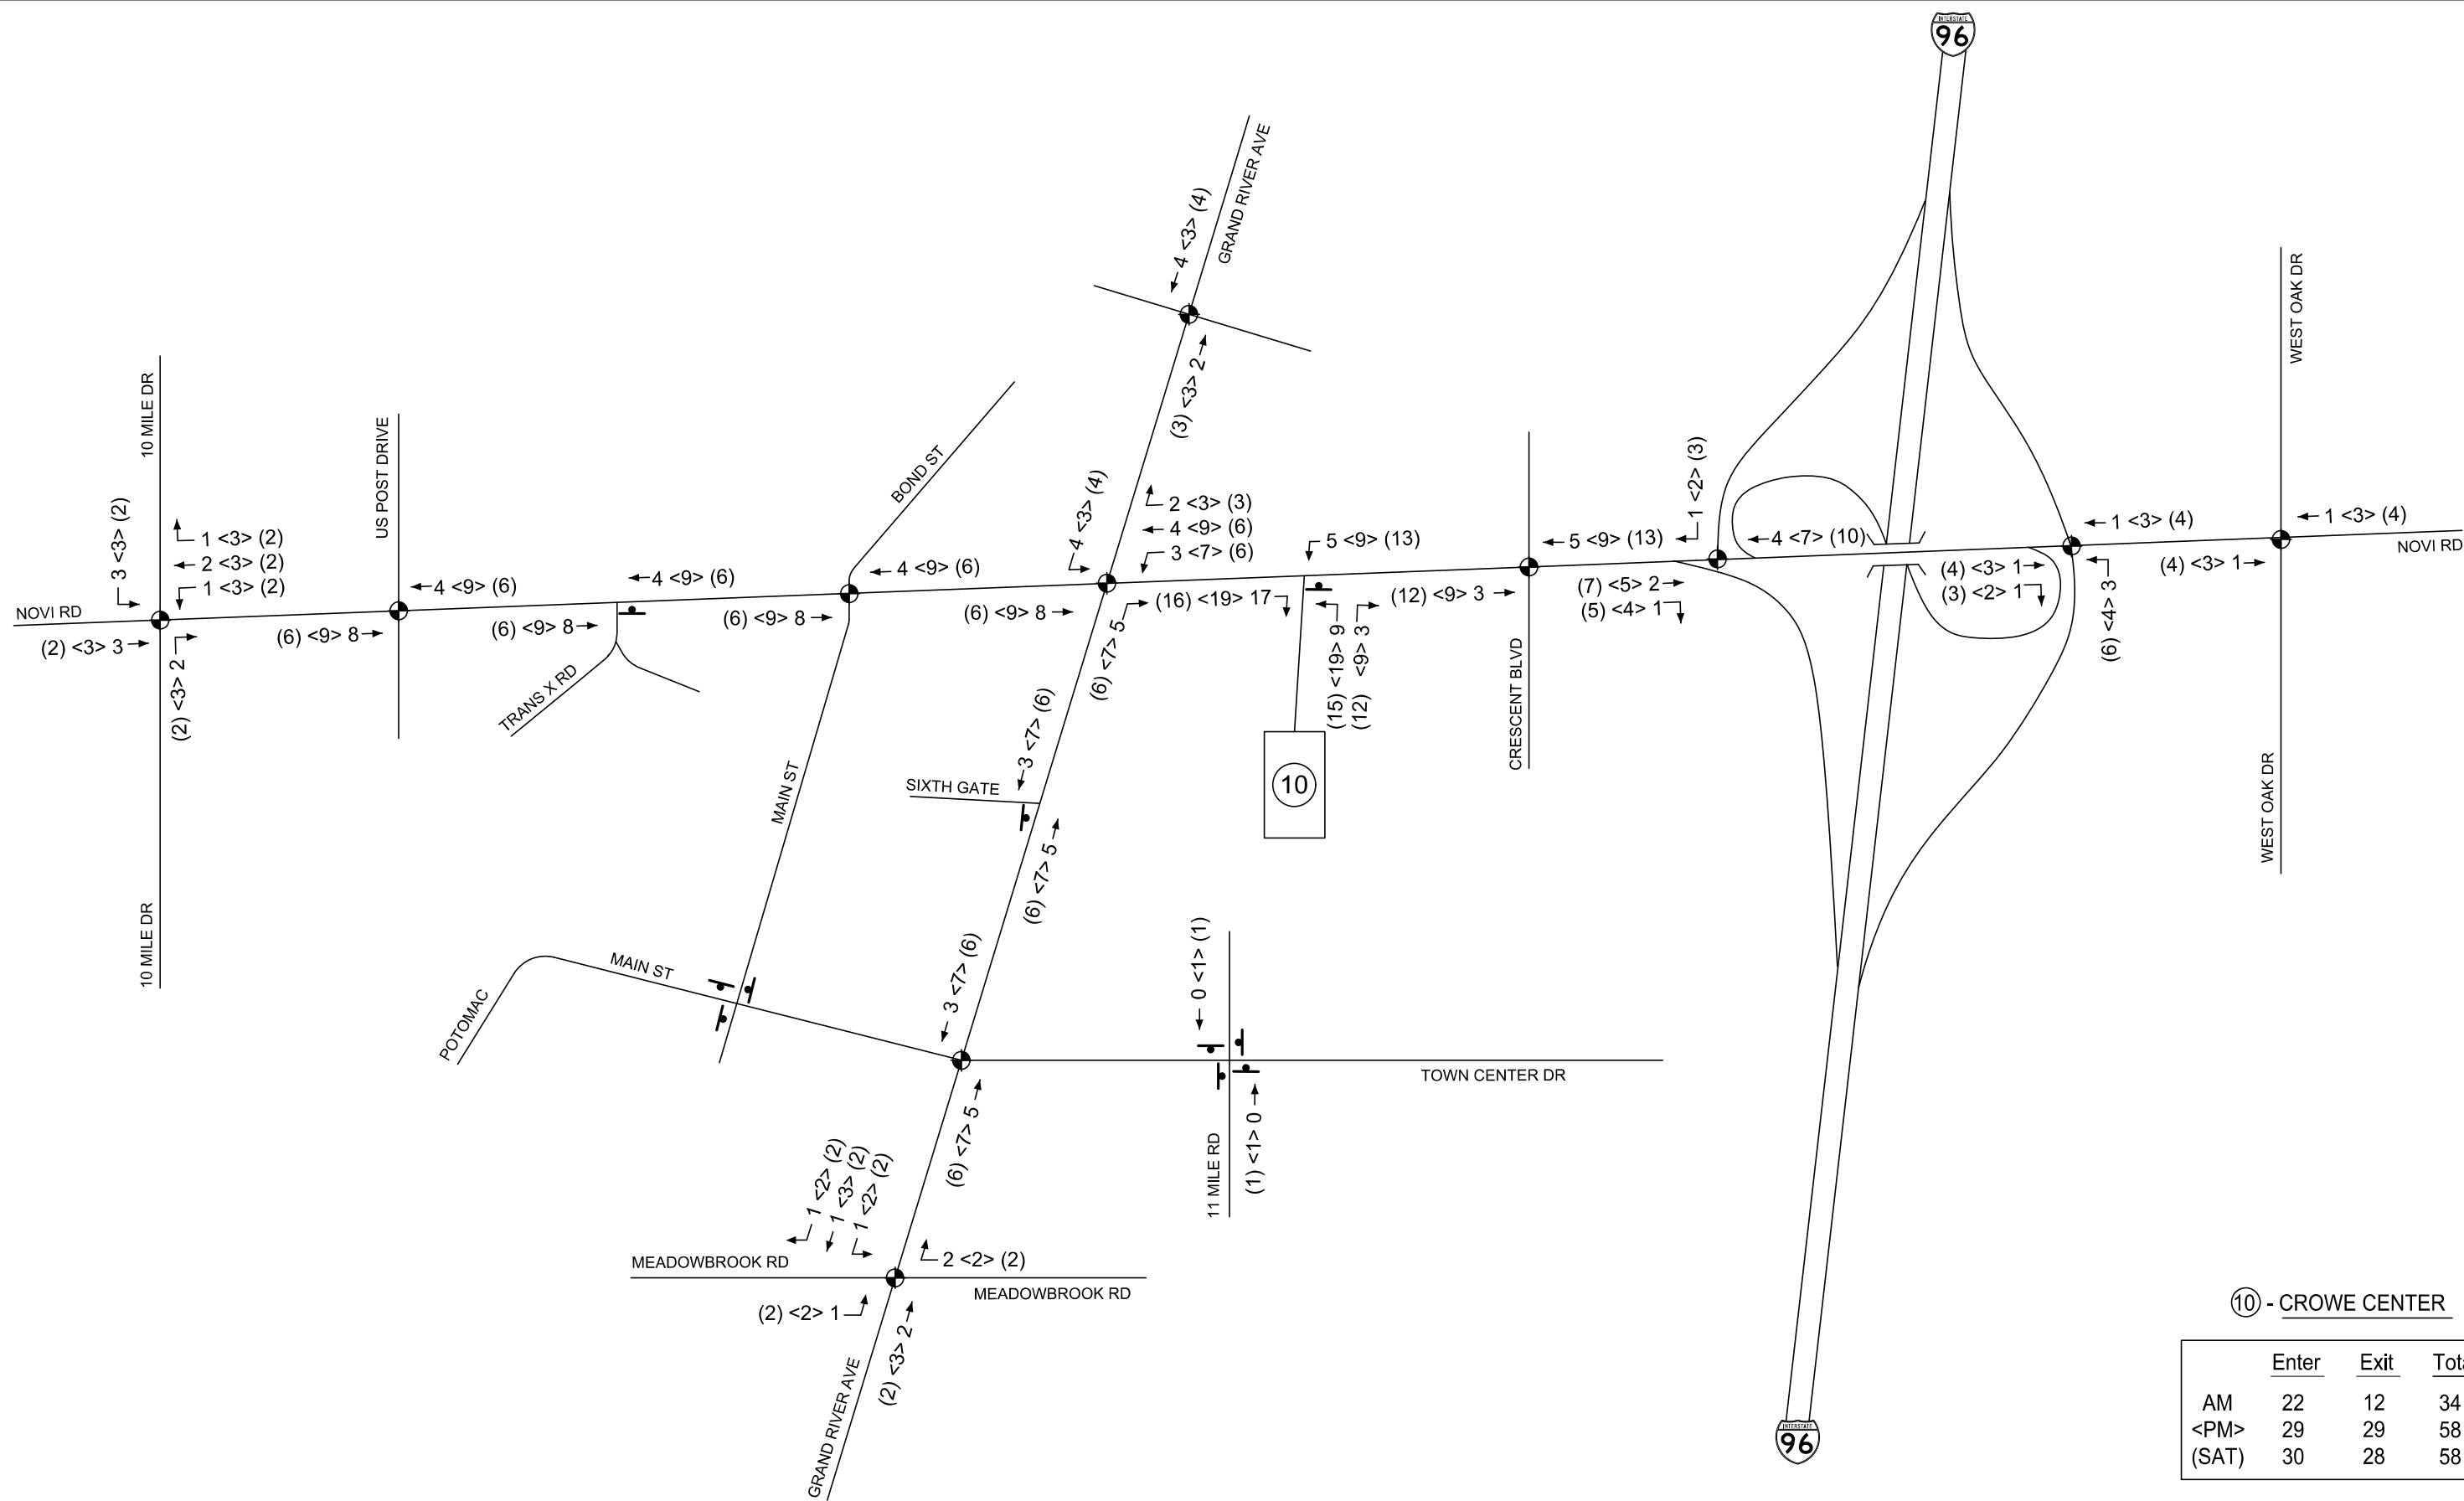 INTERSTATE
96
GRAND RIVER AVE
4 <3> (4)
(3) <3> 2
WEST OAK DR
10 MILE DR
US POST DRIVE
BOND ST
3 <3> (2)
1 <3> (2)
2 <3> (2)
1 <3> (2)
NOVI RD
(2) <3> 3
(2) <3> 2
(6) <9> 8
4 <9> (6)
(6) <9> 8
4 <9> (6)
TRANS X RD
(6) <9> 8
4 <9> (6)
(6) <9> 8
4 <3> (4)
2 <3> (3)
4 <9> (6)
3 <7> (6)
(6) <7> 5
(16) <19> 17
5 <9> (13)
(15) <19> 9
(12) <9> 3
(12) <9> 3
5 <9> (13)
1 <2> (3)
(7) <5> 2
(5) <4> 1
4 <7> (10)
(4) <3> 1
(3) <2> 1
1 <3> (4)
(6) <4> 3
(4) <3> 1
1 <3> (4)
NOVI RD
CRESCENT BLVD
WEST OAK DR
10
MAIN ST
SIXTH GATE
3 <7> (6)
(6) <7> 5
10 MILE DR
MAIN ST
POTOMAC
3 <7> (6)
0 <1> (1)
TOWN CENTER DR
(6) <7> 5
11 MILE RD
(1) <1> 0
1 <2> (2)
1 <3> (2)
1 <2> (2)
MEADOWBROOK RD
2 <2> (2)
MEADOWBROOK RD
(2) <2> 1
(2) <3> 2
GRAND RIVER AVE
INTERSTATE
96
10 - CROWE CENTER
Enter Exit Tota
AM 22 12 34
<PM> 29 29 58
(SAT) 30 28 58